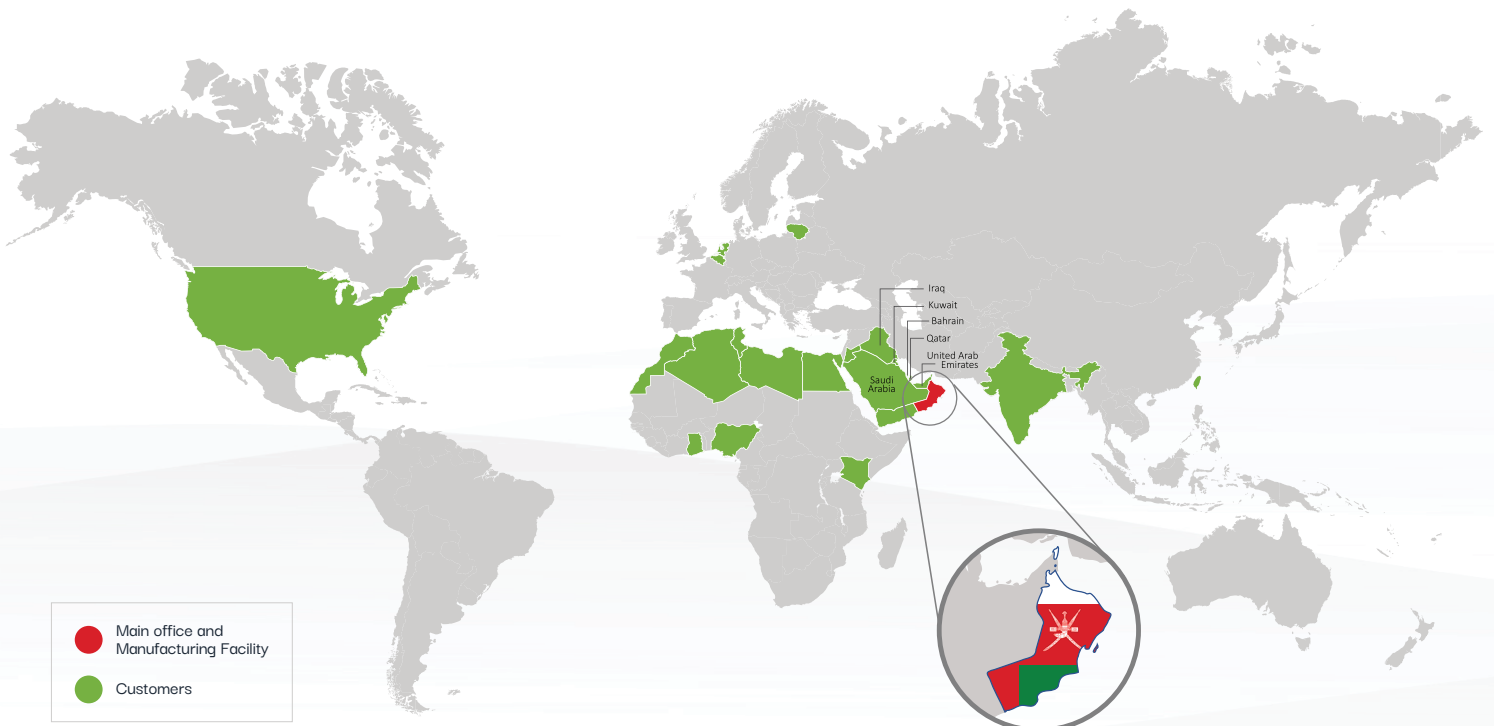 Iraq
Kuwait
Bahrain
Qatar
United Arab
Emirates
Saudi
Arabia
Main office and
Manufacturing Facility
Customers